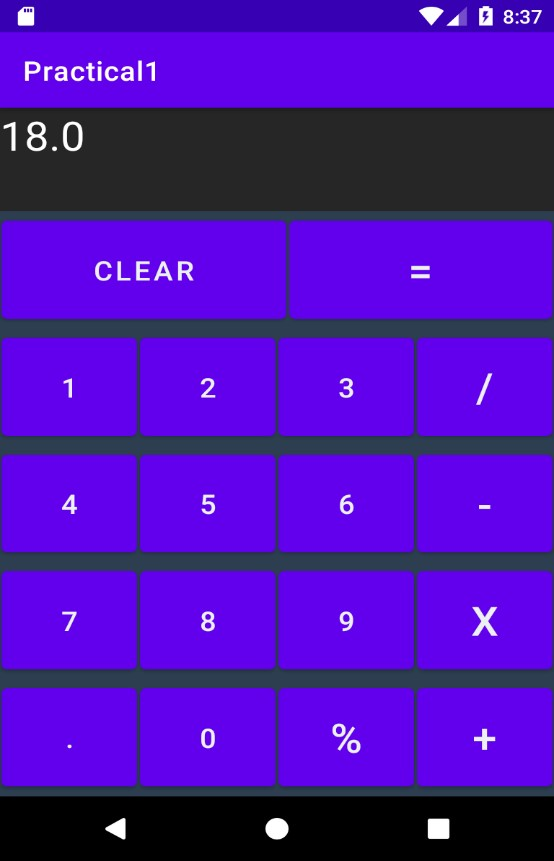 8:37
Practical1
18.0
CLEAR =
1 2 3 /
4 5 6 -
7 8 9 X
. 0 % +